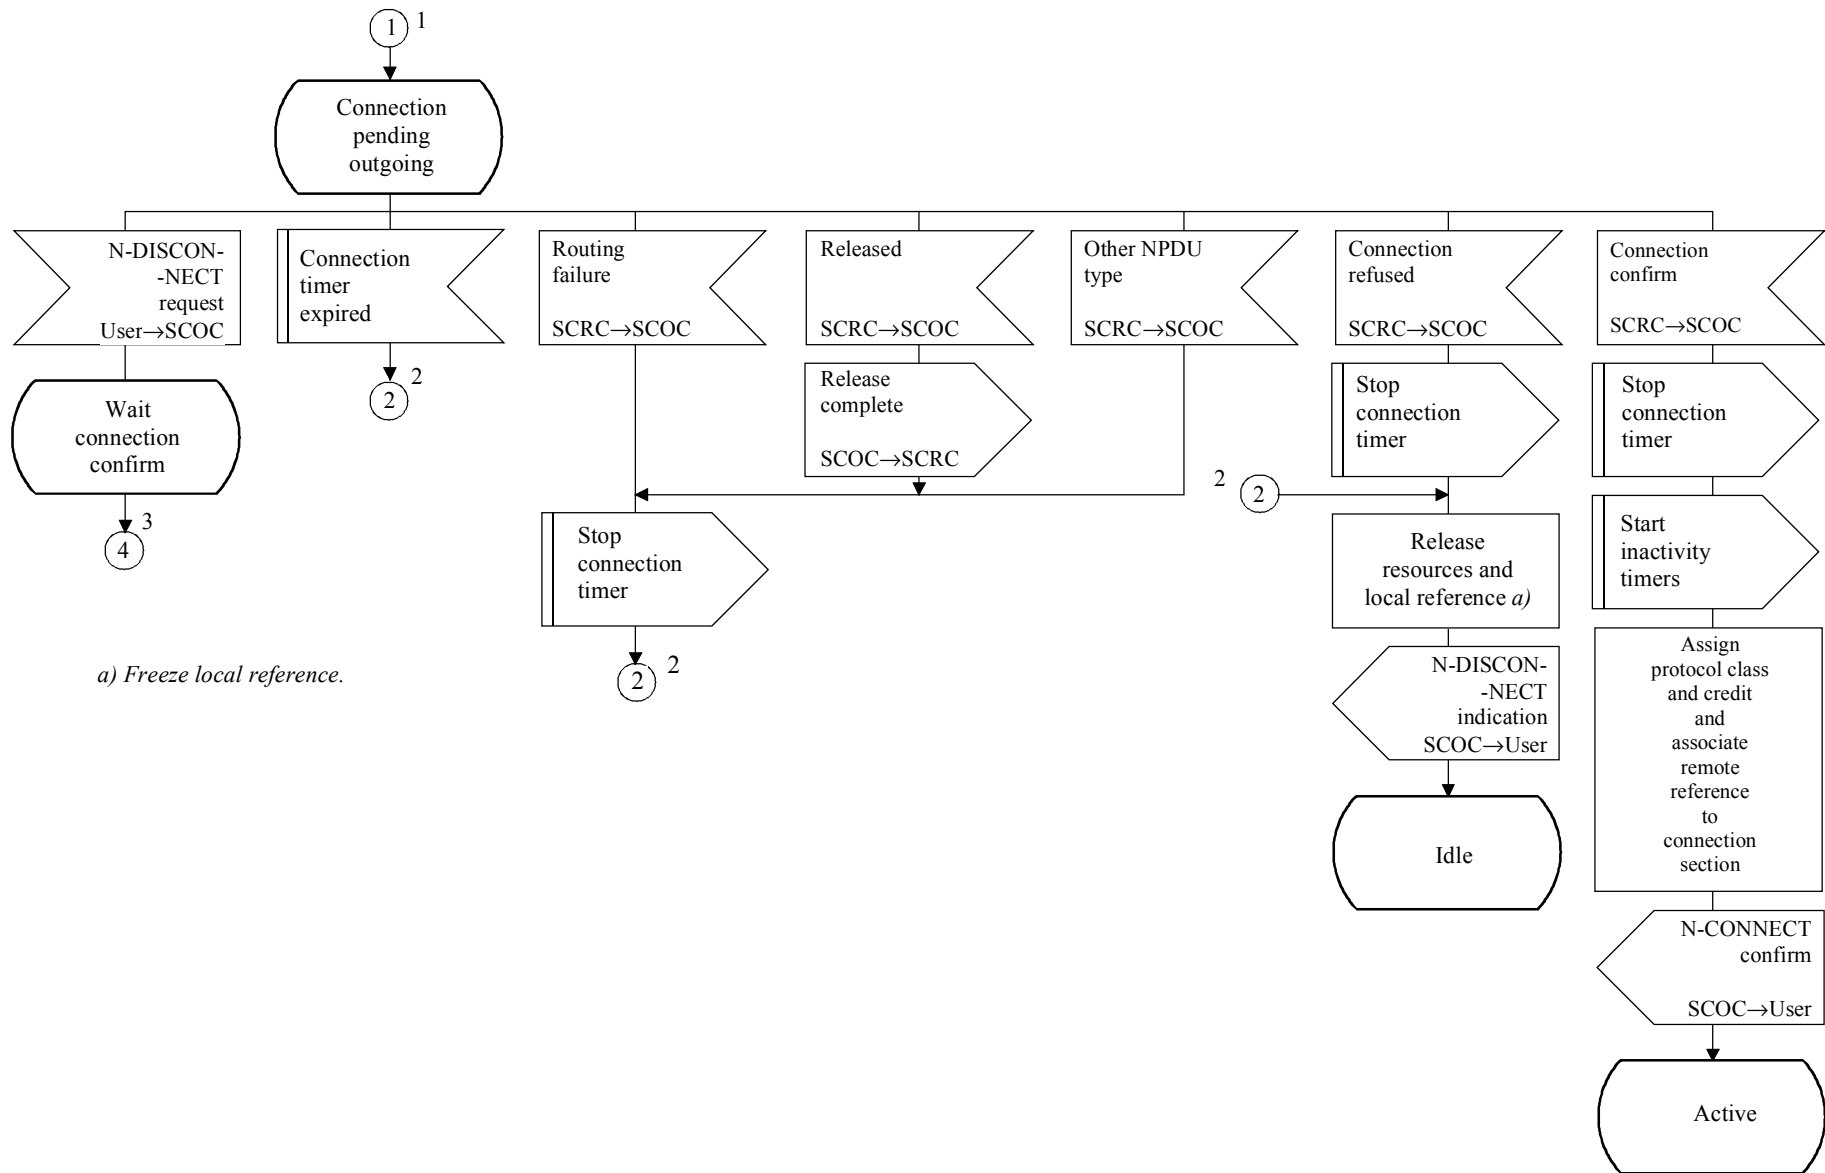 1
1
Connection
pending
outgoing
N-DISCON-
-NECT
request
User→SCOC
Connection
timer
expired
Routing
failure
SCRC→SCOC
Released
SCRC→SCOC
Other NPDU
type
SCRC→SCOC
Connection
refused
SCRC→SCOC
Connection
confirm
SCRC→SCOC
Wait
connection
confirm
3
4
2
2
Release
complete
SCOC→SCRC
Stop
connection
timer
2
2
Stop
connection
timer
2
2
Release
resources and
local reference a)
N-DISCON-
-NECT
indication
SCOC→User
Idle
Stop
connection
timer
Start
inactivity
timers
Assign
protocol class
and credit
and
associate
remote
reference
to
connection
section
N-CONNECT
confirm
SCOC→User
Active
a) Freeze local reference.